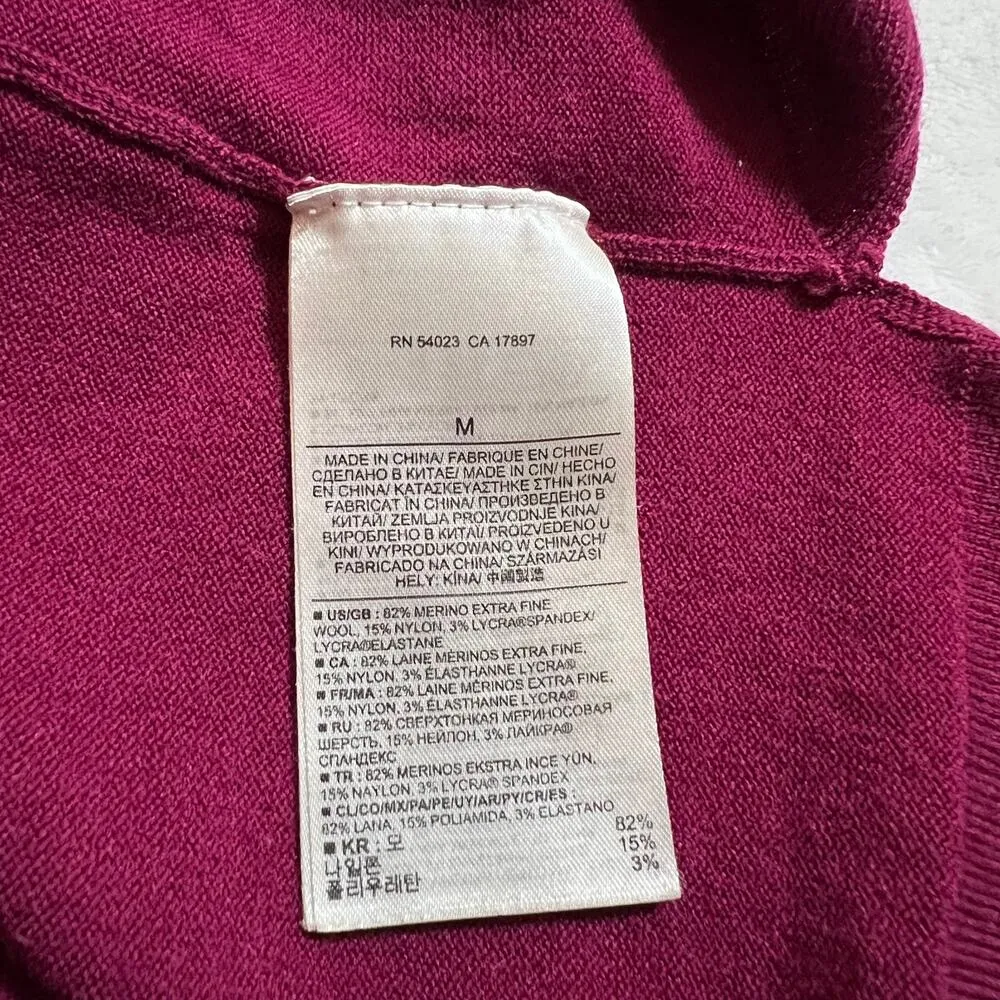 RN 54023 CA 17897
M
MADE IN CHINA/ FABRIQUE EN CHINE/
СДЕЛАНО В КИТАЕ/ MADE IN CIN/ HECHO
EN CHINA/ ΚΑΤΑΣΚΕΥΑΣΤΗΚΕ ΣΤΗΝ ΚΙΝΑ/
FABRICAT ÎN CHINA/ ПРОИЗВЕДЕНО В
КИТАЙ/ ZEMLJA PROIZVODNJE KINA/
ВИРОБЛЕНО В КИТАЇ/ PROIZVEDENO U
KINI/ WYPRODUKOWANO W CHINACH/
FABRICADO NA CHINA/ SZÁRMAZÁSI
HELY: KÍNA/ 中國製造
■ US/GB : 82% MERINO EXTRA FINE
WOOL, 15% NYLON, 3% LYCRA®SPANDEX/
LYCRA®ELASTANE
■ CA : 82% LAINE MÉRINOS EXTRA FINE,
15% NYLON, 3% ÉLASTHANNE LYCRA®
■ FR/MA : 82% LAINE MÉRINOS EXTRA FINE,
15% NYLON, 3% ÉLASTHANNE LYCRA®
■ RU : 82% СВЕРХТОНКАЯ МЕРИНОСОВАЯ
ШЕРСТЬ, 15% НЕЙЛОН, 3% ЛАЙКРА®
СПАНДЕКС
■ TR : 82% MERINOS EKSTRA INCE YÜN,
15% NAYLON, 3% LYCRA® SPANDEX
■ CL/CO/MX/PA/PE/UY/AR/PY/CR/ES :
82% LANA, 15% POLIAMIDA, 3% ELASTANO
■ KR : 모 82%
나일론 15%
폴리우레탄 3%